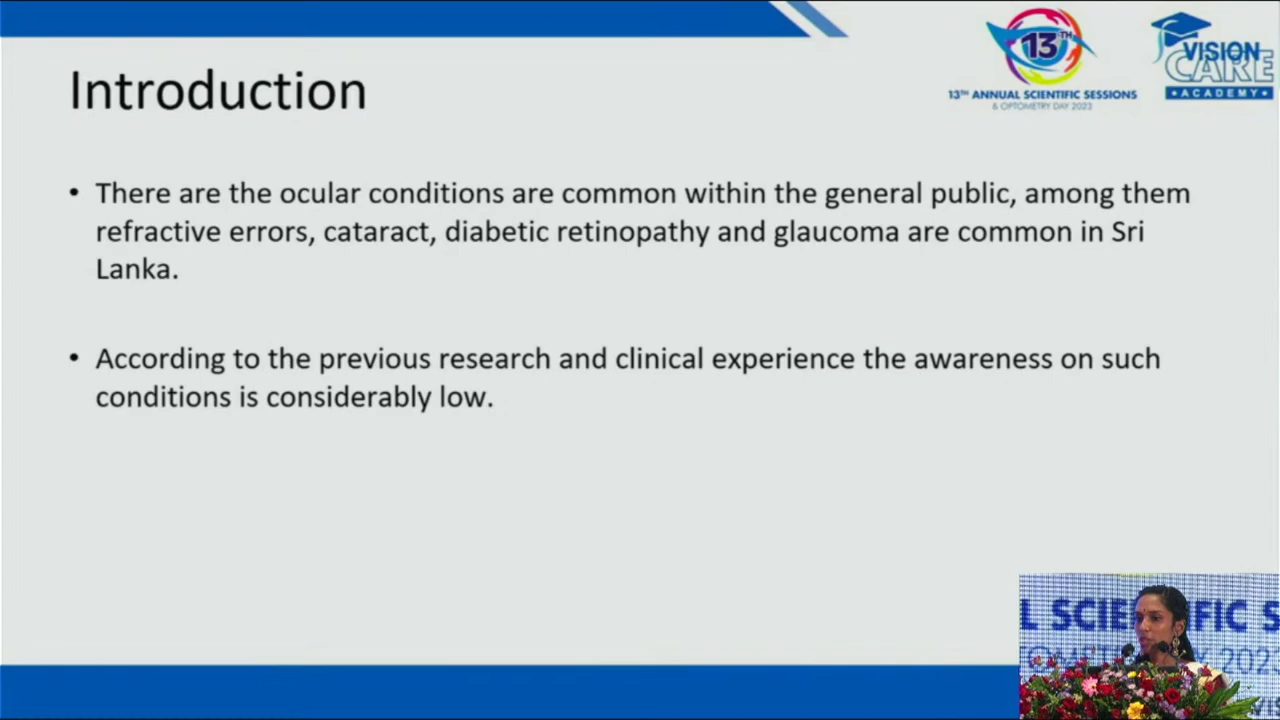 Introduction
13TH
13TH ANNUAL SCIENTIFIC SESSIONS
& OPTOMETRY DAY 2023
VISION
CARE
• ACADEMY •
• There are the ocular conditions are common within the general public, among them
refractive errors, cataract, diabetic retinopathy and glaucoma are common in Sri
Lanka.
• According to the previous research and clinical experience the awareness on such
conditions is considerably low.
L SCIE IFIC S
2023